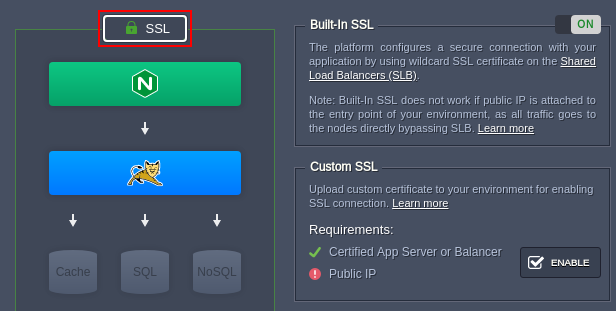 SSL
Cache
SQL
NoSQL
Built-In SSL
ON
The platform configures a secure connection with your
application by using wildcard SSL certificate on the Shared
Load Balancers (SLB).
Note: Built-In SSL does not work if public IP is attached to
the entry point of your environment, as all traffic goes to
the nodes directly bypassing SLB. Learn more
Custom SSL
Upload custom certificate to your environment for enabling
SSL connection. Learn more
Requirements:
Certified App Server or Balancer
Public IP
ENABLE